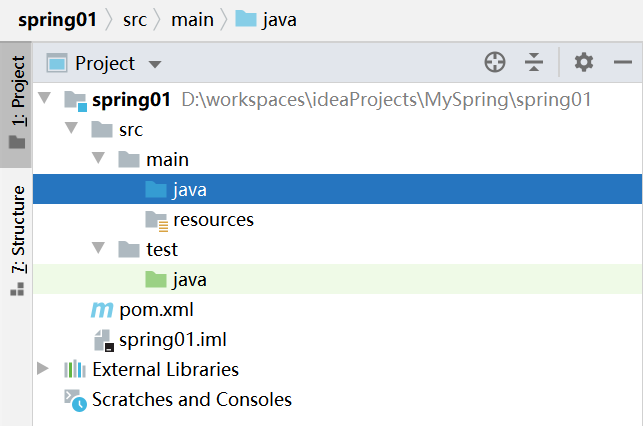 spring01 src main java
1: Project
Project
spring01 D:\workspaces\ideaProjects\MySpring\spring01
src
main
java
resources
test
java
7: Structure
m pom.xml
spring01.iml
External Libraries
Scratches and Consoles